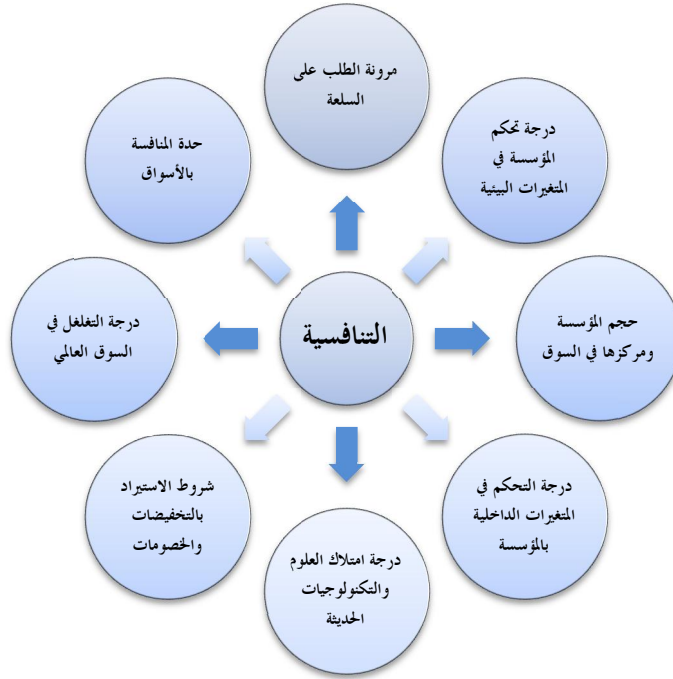 مرونة الطلب على
السلعة
درجة تحكم
المؤسسة في
المتغيرات البيئية
حجم المؤسسة
ومركزها في السوق
درجة التحكم في
المتغيرات الداخلية
بالمؤسسة
درجة امتلاك العلوم
والتكنولوجيات
الحديثة
شروط الاستيراد
بالتخفيضات
والخصومات
درجة التغلغل في
السوق العالمي
حدة المنافسة
بالأسواق
التنافسية